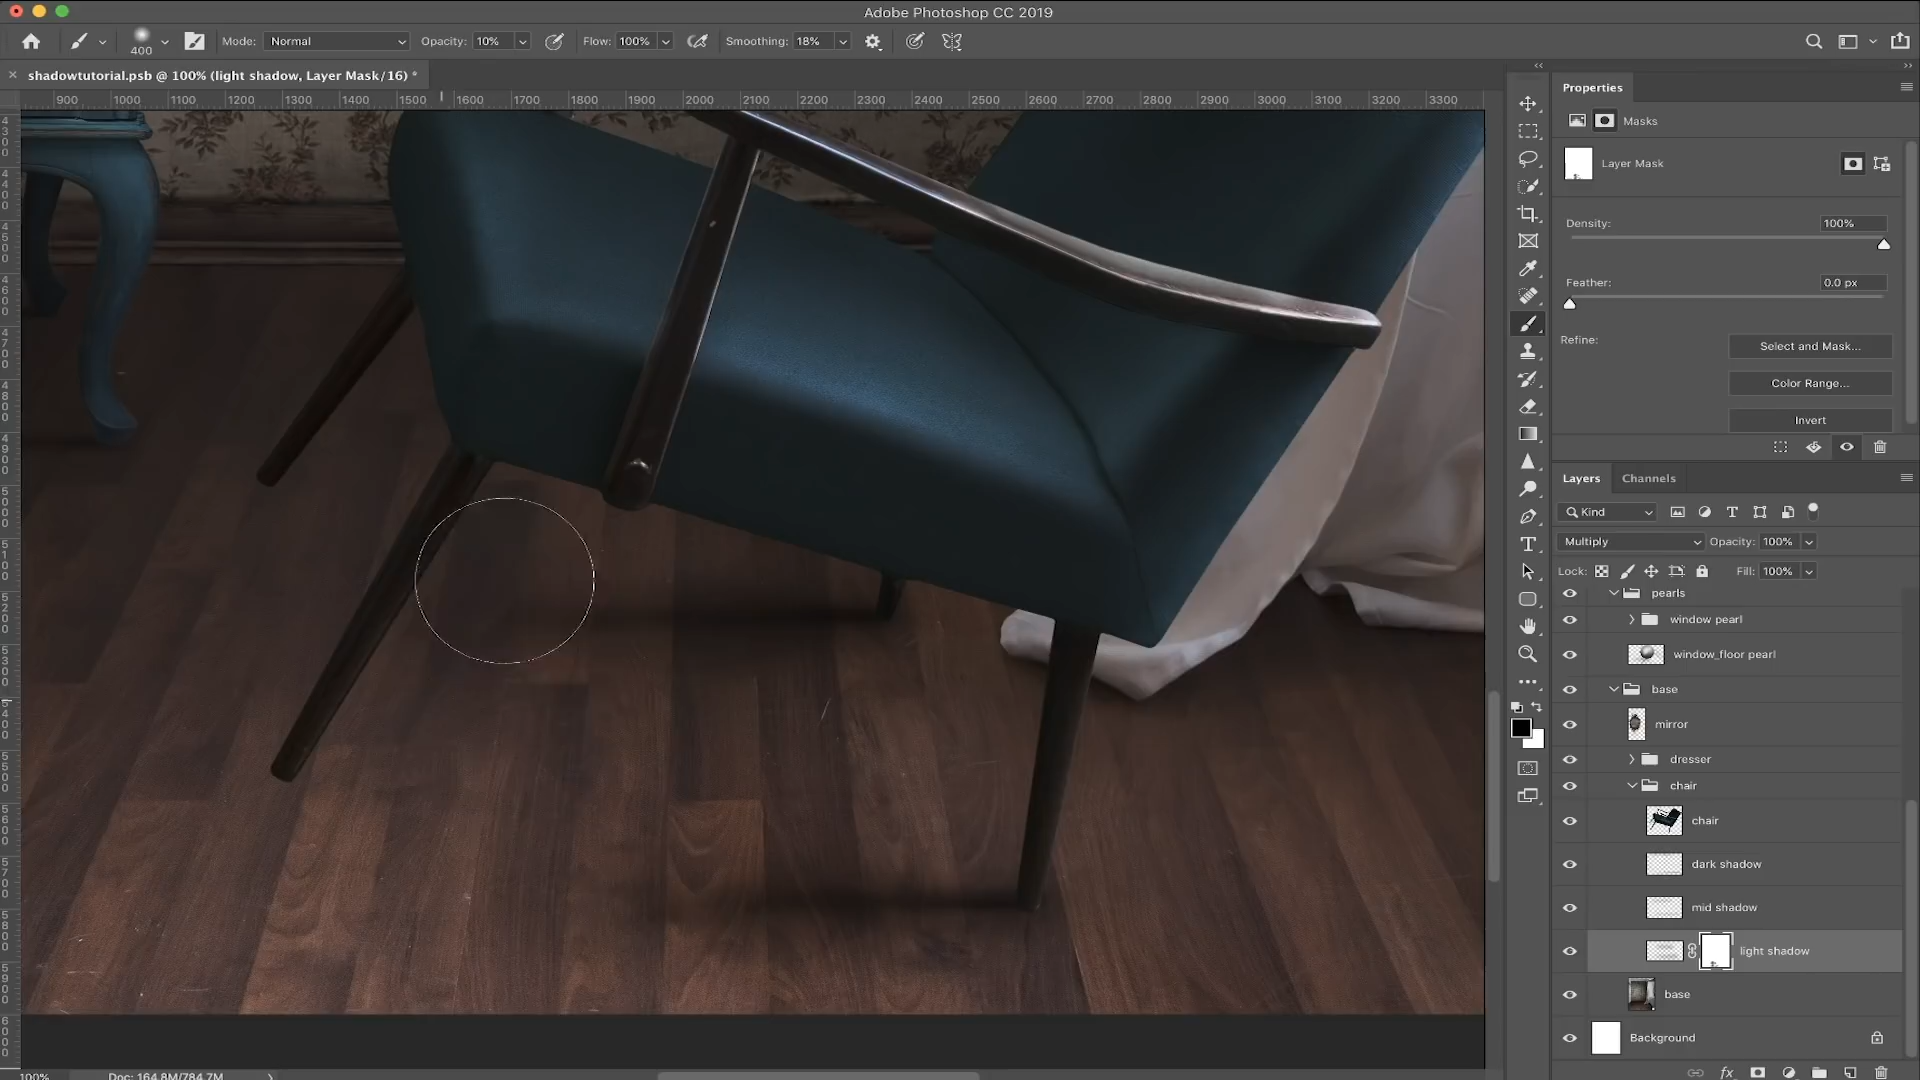 Adobe Photoshop CC 2019
400
Mode: Normal
Opacity: 10%
Flow: 100%
Smoothing: 18%
shadowtutorial.psb @ 100% (light shadow, Layer Mask/16) *
900 1000 1100 1200 1300 1400 1500 1600 1700 1800 1900 2000 2100 2200 2300 2400 2500 2600 2700 2800 2900 3000 3100 3200 3300
Properties
Masks
Layer Mask
Density: 100%
Feather: 0.0 px
Refine:
Select and Mask...
Color Range...
Invert
Layers Channels
Kind
Multiply Opacity: 100%
Lock: Fill: 100%
pearls
window pearl
window_floor pearl
base
mirror
dresser
chair
chair
dark shadow
mid shadow
light shadow
base
Background
fx
100% Doc: 164.8M/784.7M